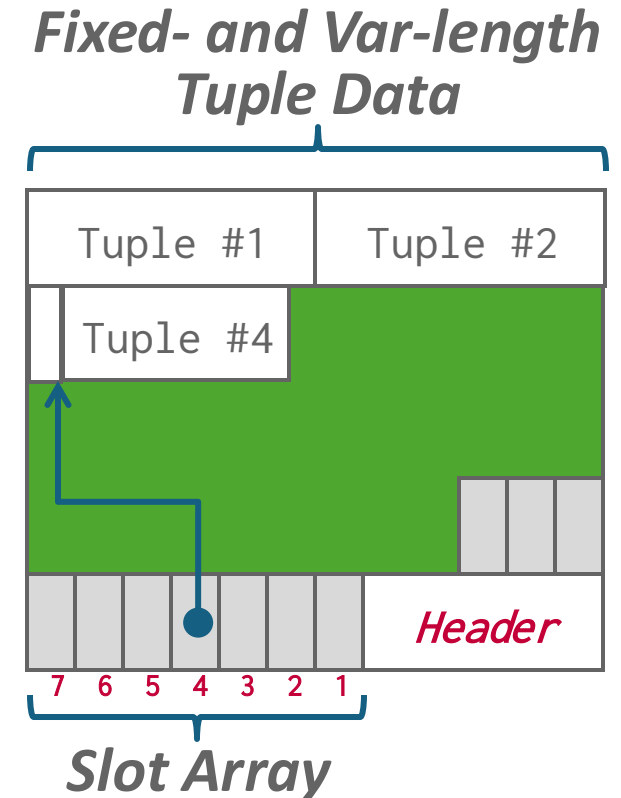 Fixed- and Var-length
Tuple Data
Tuple #1 Tuple #2
Tuple #4
Header
7 6 5 4 3 2 1
Slot Array